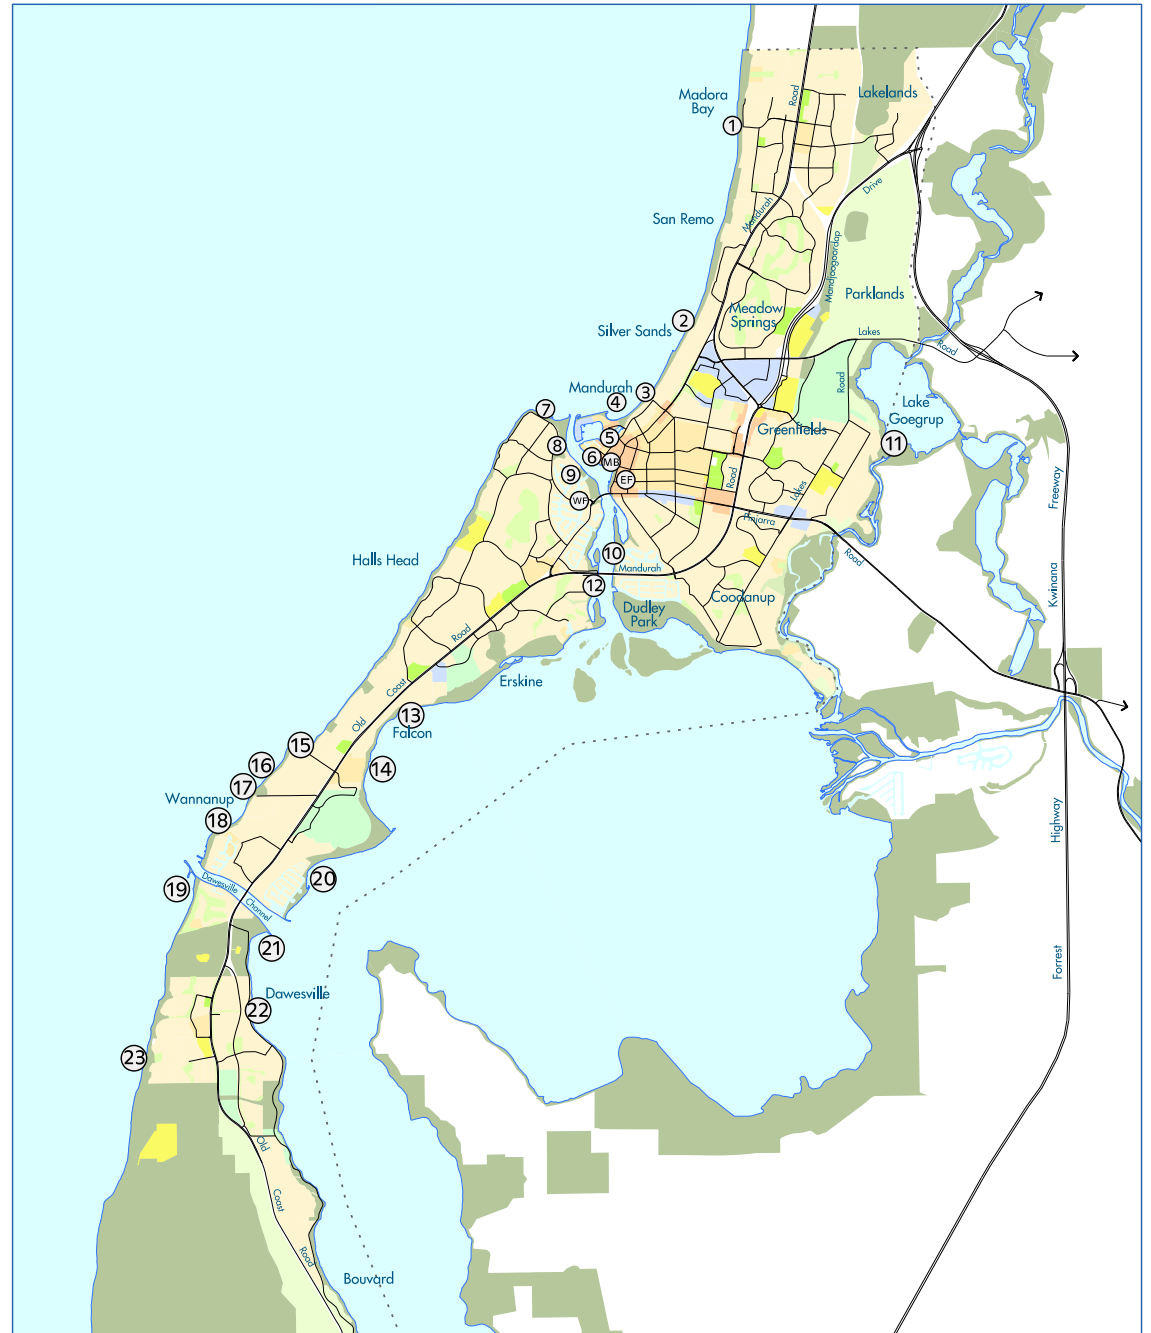 Lakelands
Road
Madora
Bay
1
Drive
San Remo
Mandurah
Mandjoogoordap
Parklands
Meadow
Springs
2
Silver Sands
Lakes
Road
Mandurah
3
4
Road
Lake
Goegrup
7
Greenfields
5
11
8
6
MB
9
EF
Road
Lakes
Freeway
WF
Pinjarra
Halls Head
10
Road
Mandurah
Kwinana
12
Coodanup
Dudley
Park
Road
Erskine
Coast
13
Old
Falcon
15
16
14
17
Wannanup
18
Highway
Dawesville
20
19
Channel
21
Forrest
Dawesville
22
23
Old
Coast
Road
Bouvard